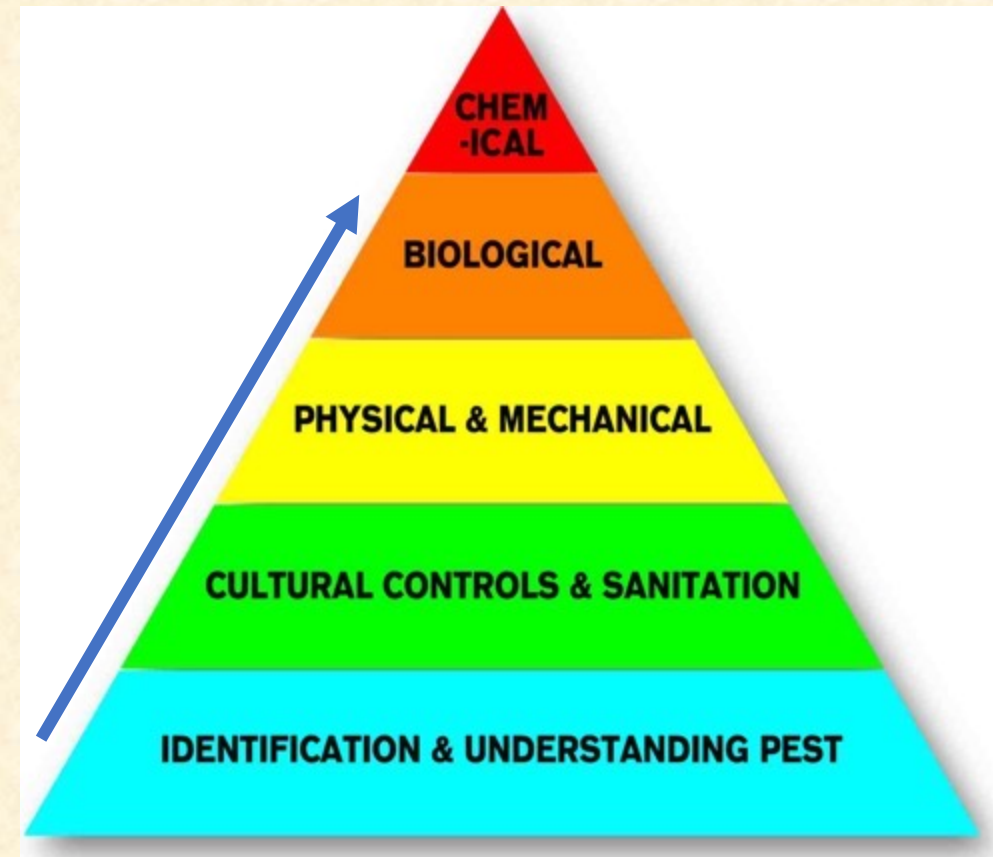 CHEM
-ICAL
BIOLOGICAL
PHYSICAL & MECHANICAL
CULTURAL CONTROLS & SANITATION
IDENTIFICATION & UNDERSTANDING PEST